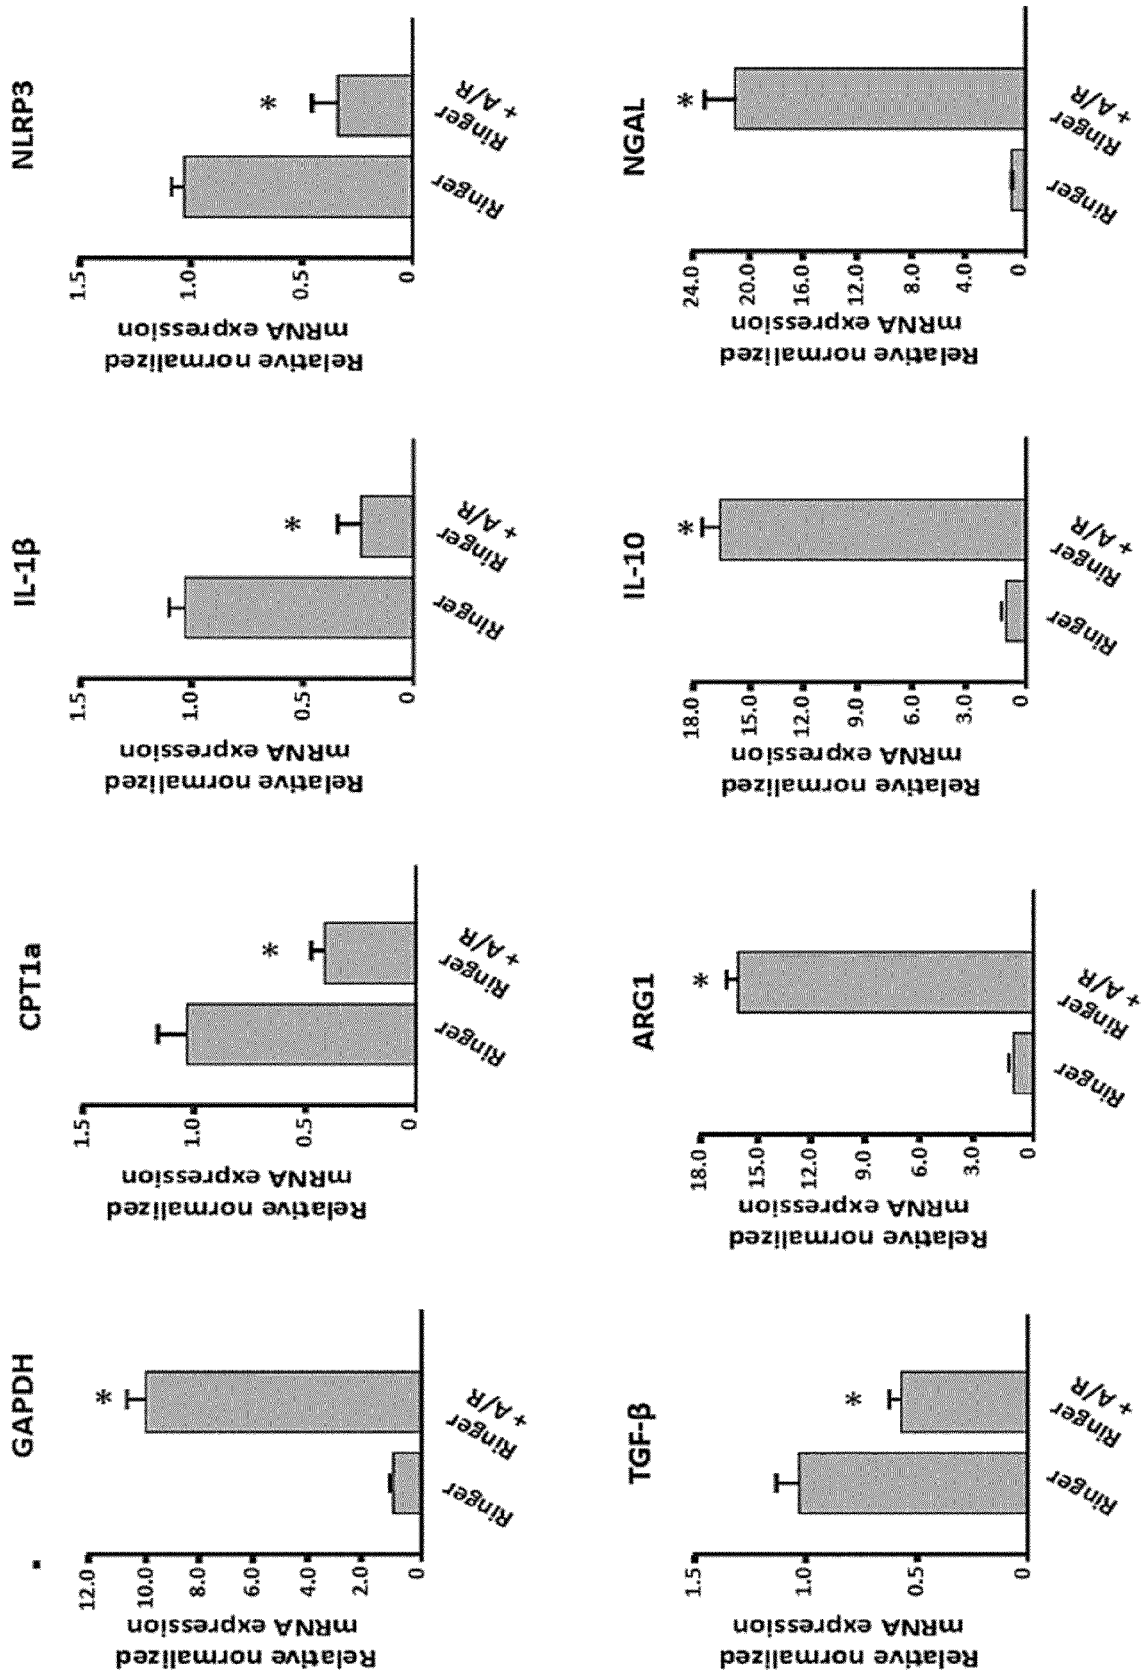 GAPDH
Relative normalized
mRNA expression
12.0
10.0
8.0
6.0
4.0
2.0
0
*
Ringer
Ringer
+ A/R
CPT1a
Relative normalized
mRNA expression
1.5
1.0
0.5
0
*
Ringer
Ringer
+ A/R
IL-1β
Relative normalized
mRNA expression
1.5
1.0
0.5
0
*
Ringer
Ringer
+ A/R
NLRP3
Relative normalized
mRNA expression
1.5
1.0
0.5
0
*
Ringer
Ringer
+ A/R
TGF-β
Relative normalized
mRNA expression
1.5
1.0
0.5
0
*
Ringer
Ringer
+ A/R
ARG1
Relative normalized
mRNA expression
18.0
15.0
12.0
9.0
6.0
3.0
0
*
Ringer
Ringer
+ A/R
IL-10
Relative normalized
mRNA expression
18.0
15.0
12.0
9.0
6.0
3.0
0
*
Ringer
Ringer
+ A/R
NGAL
Relative normalized
mRNA expression
24.0
20.0
16.0
12.0
8.0
4.0
0
*
Ringer
Ringer
+ A/R